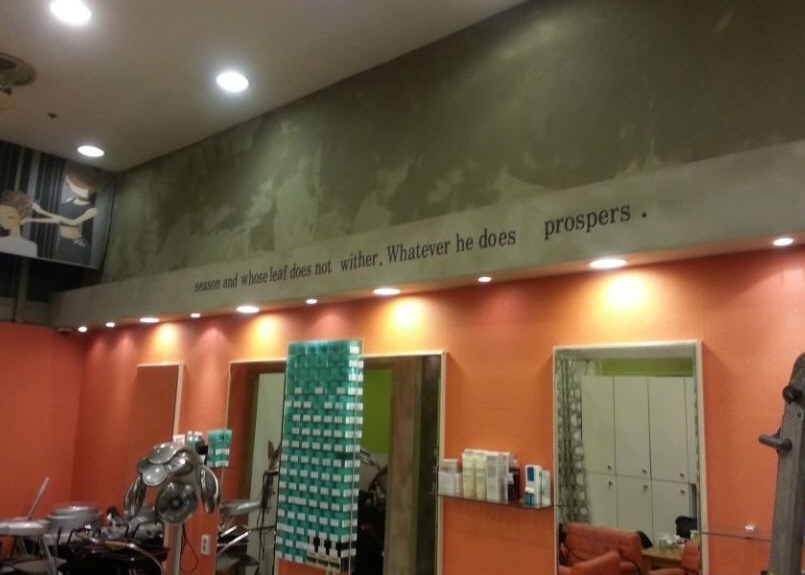 season and whose leaf does not wither. Whatever he does prospers.